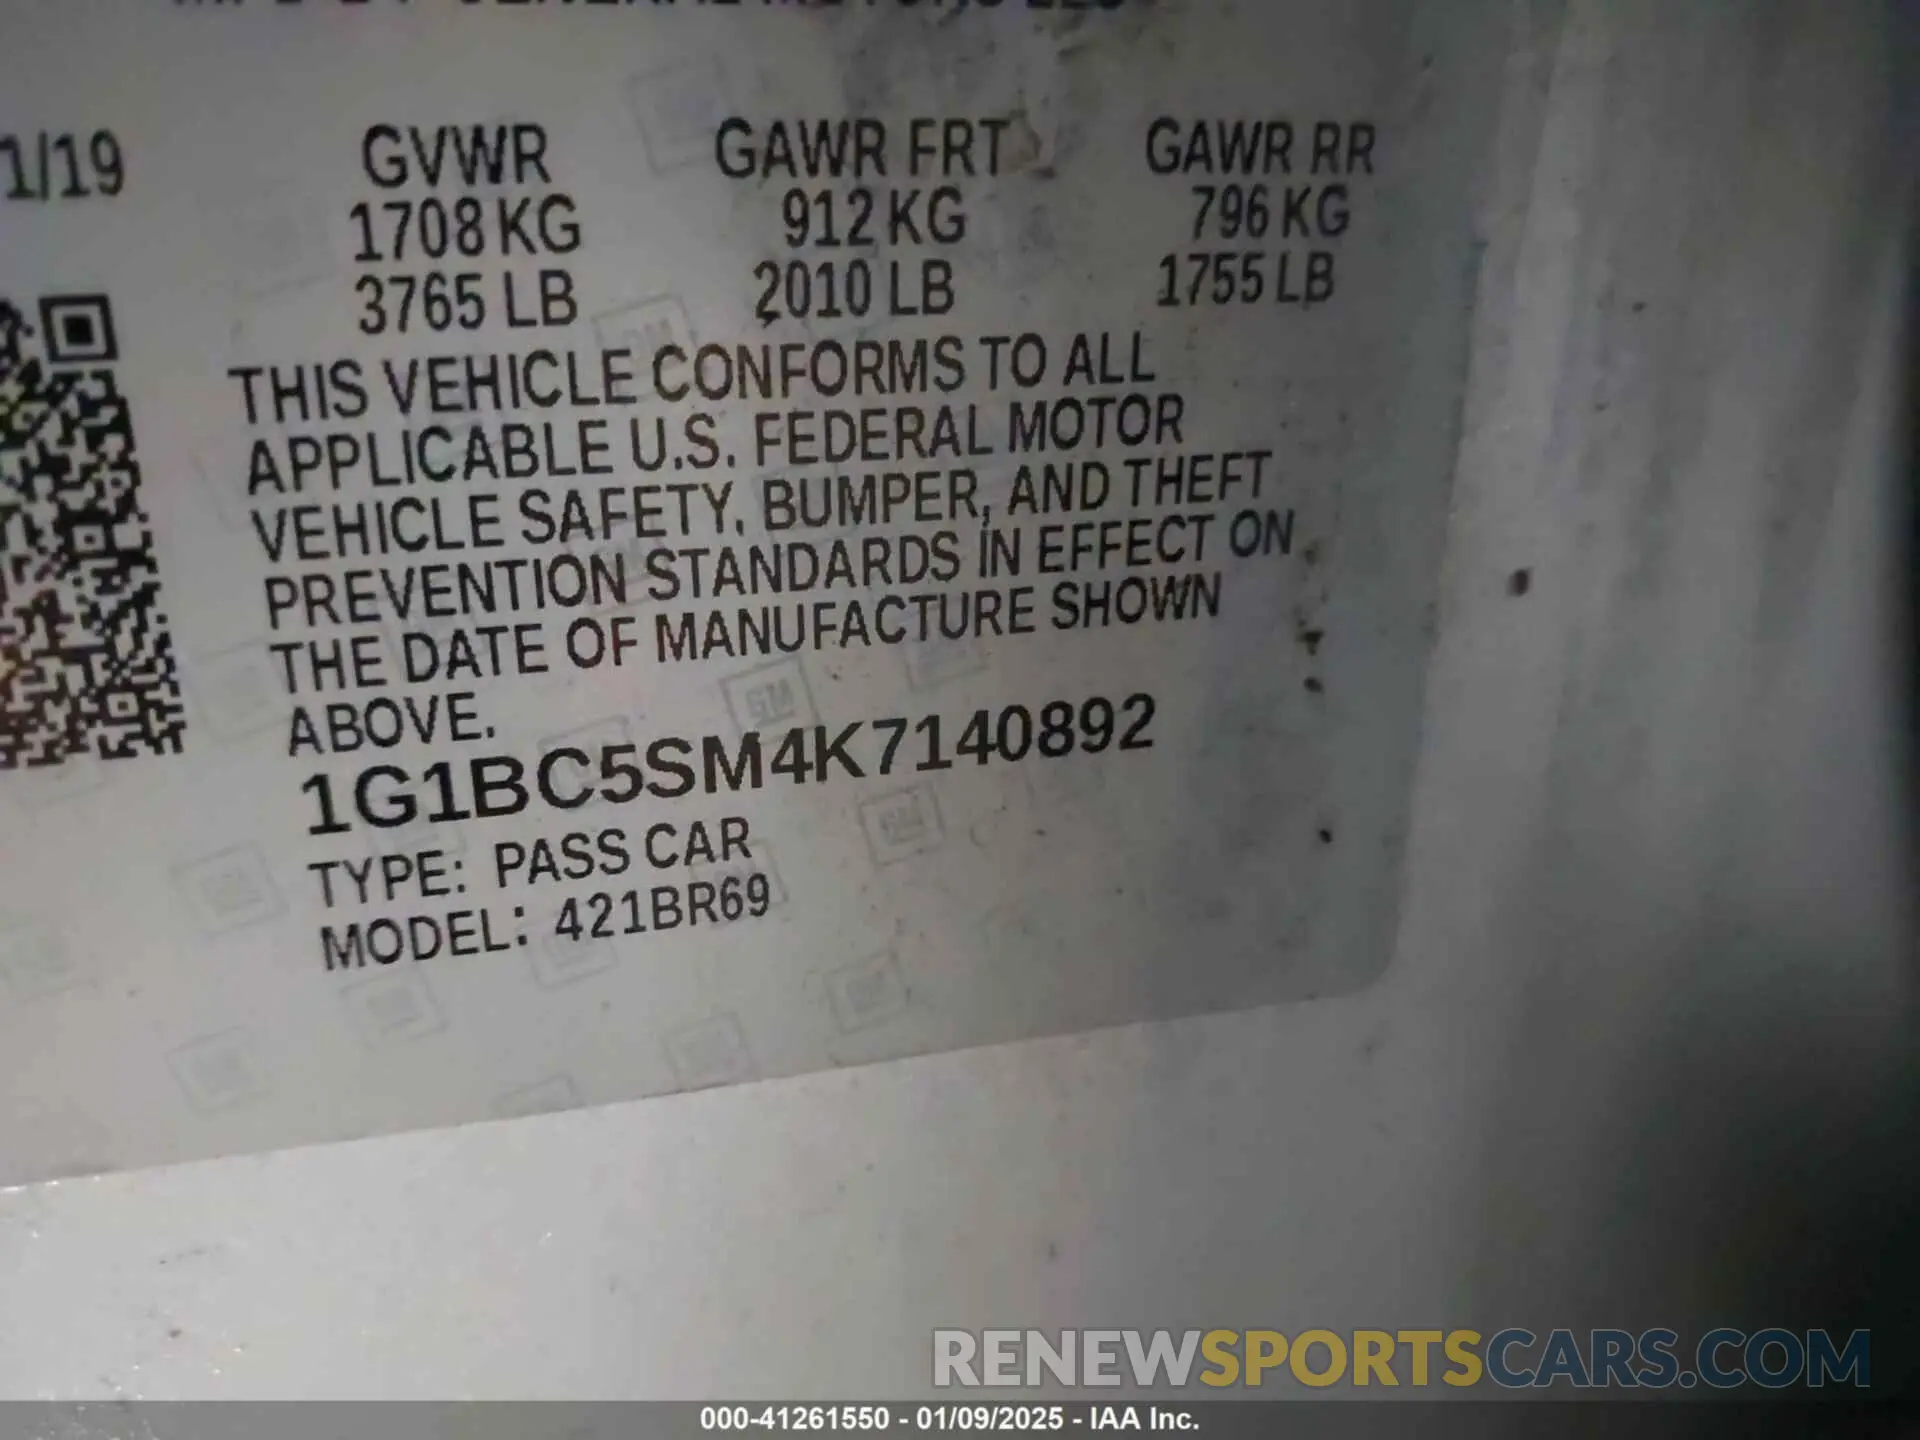 GENERAL MOTORS LLC
1/19 GVWR GAWR FRT GAWR RR
1708 KG 912 KG 796 KG
3765 LB 2010 LB 1755 LB
THIS VEHICLE CONFORMS TO ALL
APPLICABLE U.S. FEDERAL MOTOR
VEHICLE SAFETY, BUMPER, AND THEFT
PREVENTION STANDARDS IN EFFECT ON
THE DATE OF MANUFACTURE SHOWN
ABOVE.
1G1BC5SM4K7140892
TYPE: PASS CAR
MODEL: 421BR69
RENEWSPORTSCARS.COM
000-41261550 - 01/09/2025 - IAA Inc.